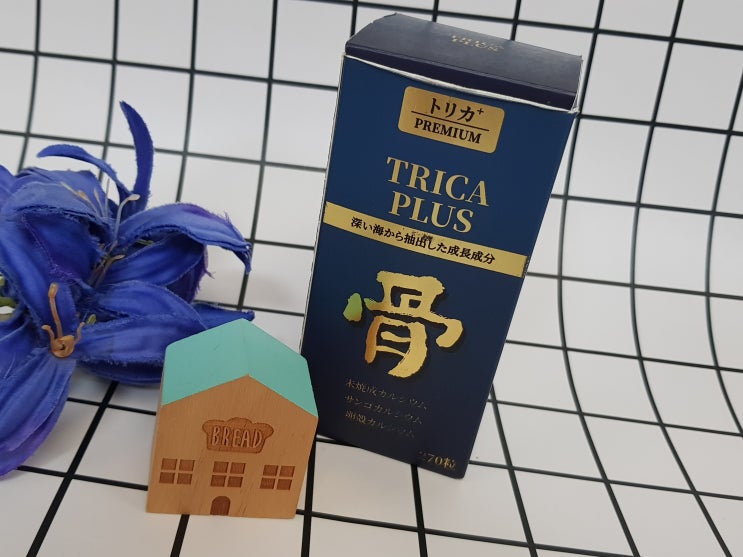 トリカ+
PREMIUM
TRICA
PLUS
深い海から抽出した成長成分
骨
未焼成カルシウム
サンゴカルシウム
卵殻カルシウム
270粒
BREAD